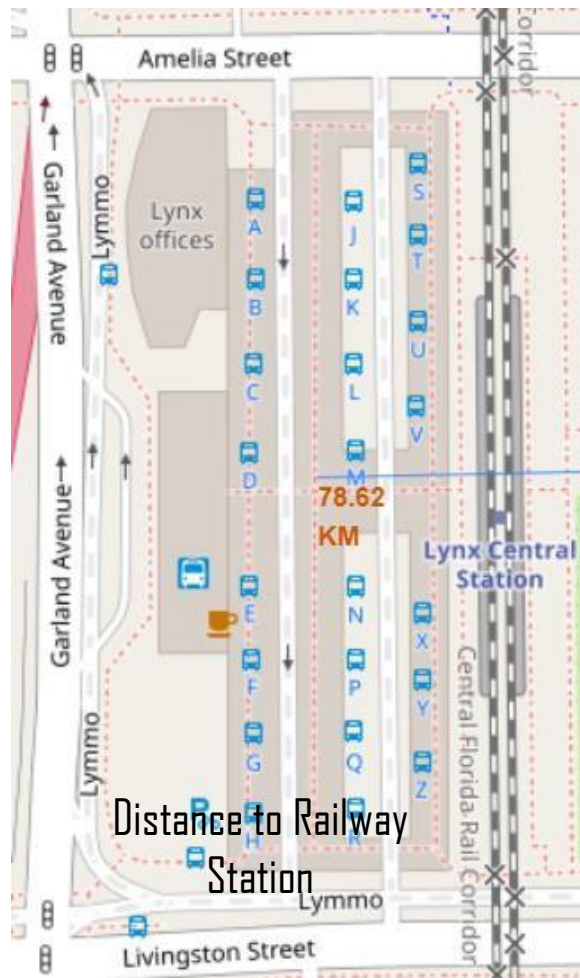 Corridor
Amelia Street
Garland Avenue
Lymmo
Lynx
offices
A
J
S
T
B
K
U
C
L
V
D
M
78.62
KM
Lynx Central
Station
Garland Avenue
E
N
X
F
P
Y
G
Q
Z
Central Florida Rail Corridor
Lymmo
Distance to Railway
Station
H
R
Lymmo
Livingston Street